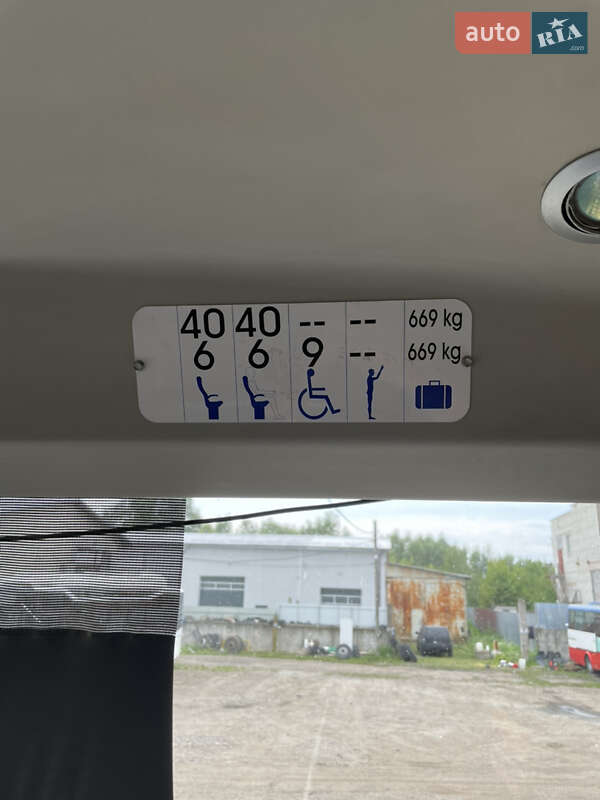 auto RIA
.com
40 40 -- -- 669 kg
6 6 9 -- 669 kg